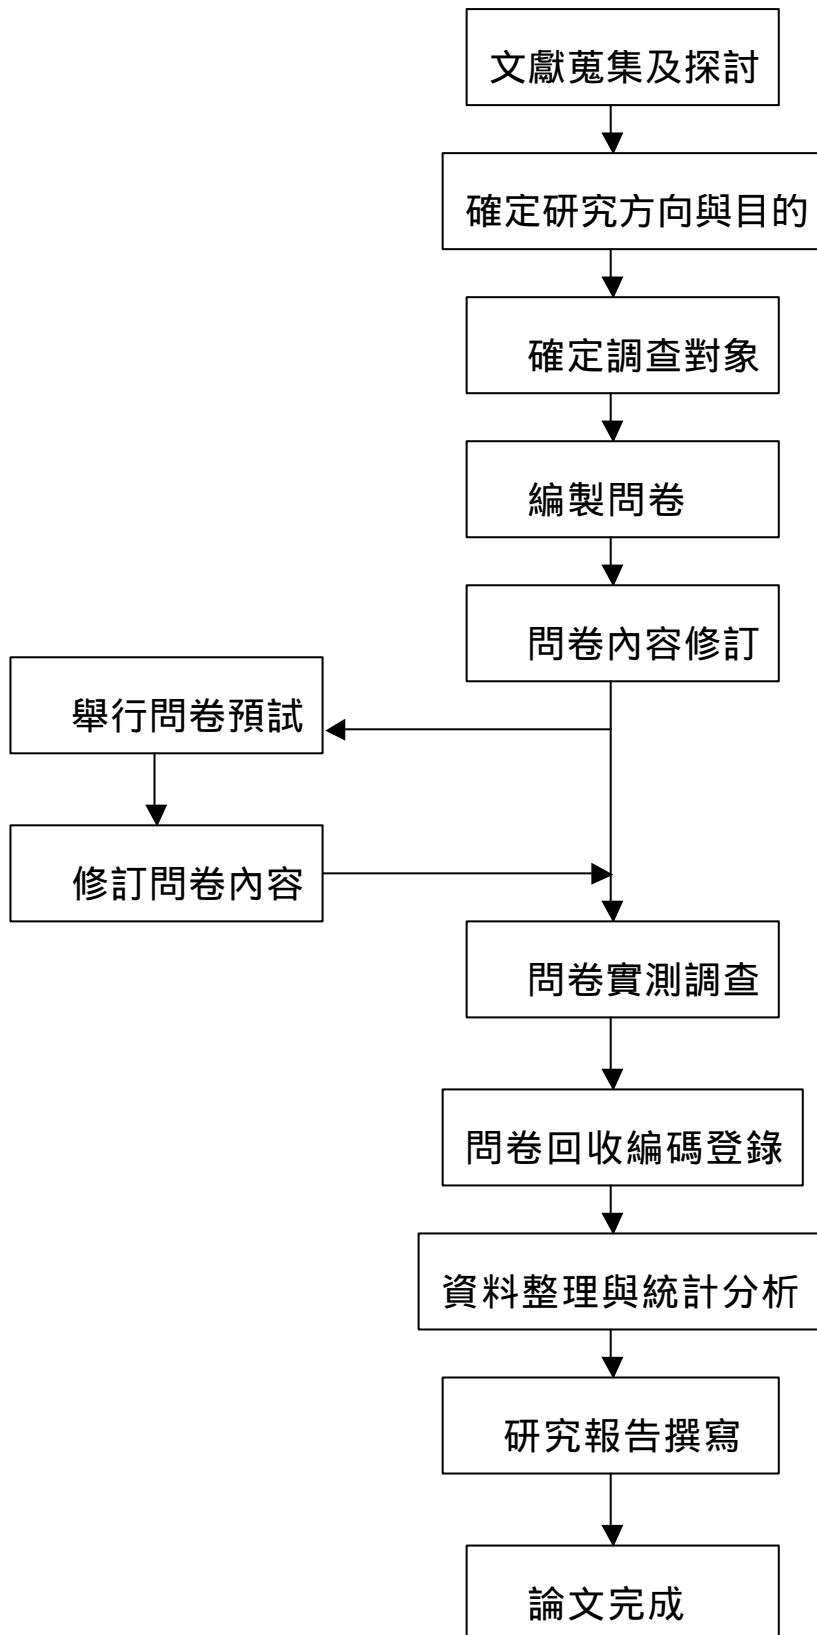 文獻蒐集及探討
確定研究方向與目的
確定調查對象
編製問卷
問卷內容修訂
舉行問卷預試
修訂問卷內容
問卷實測調查
問卷回收編碼登錄
資料整理與統計分析
研究報告撰寫
論文完成